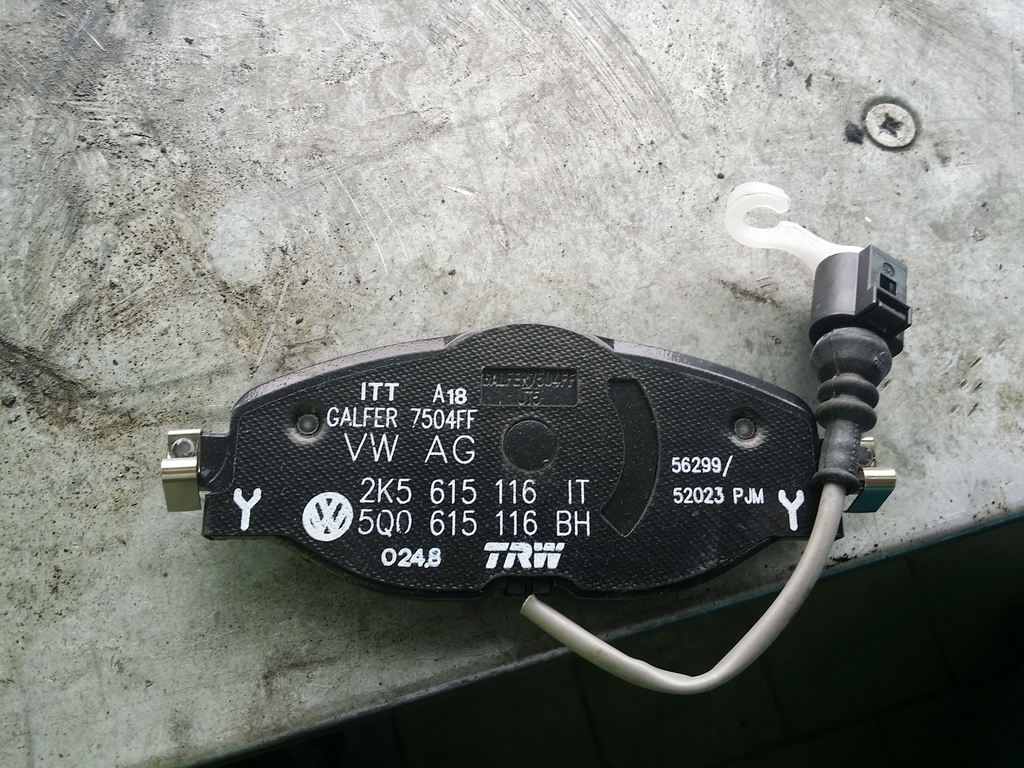 ITT A18
GALFER 7504FF
VW AG
2K5 615 116 IT
5Q0 615 116 BH
024.8 TRW
Y
Y
56299/
52023 PJM
GALFER7504FF